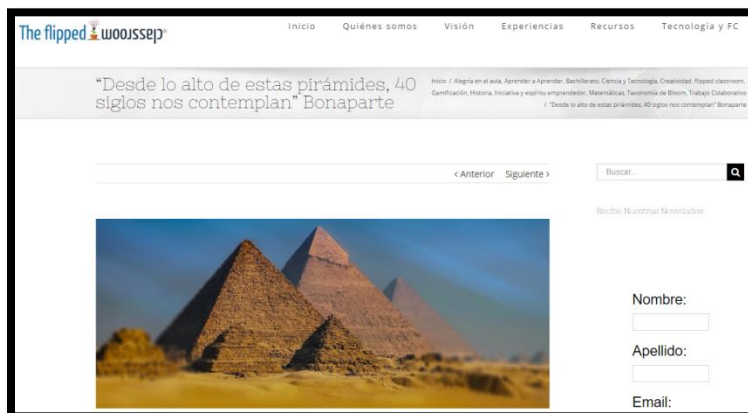 The flipped classroom®
Inicio Quiénes somos Visión Experiencias Recursos Tecnología y FC
“Desde lo alto de estas pirámides, 40
siglos nos contemplan” Bonaparte
Inicio / Alegría en el aula, Aprender a Aprender, Bachillerato, Ciencia y Tecnología, Creatividad, flipped classroom,
Gamificación, Historia, Iniciativa y espíritu emprendedor, Matemáticas, Taxonomía de Bloom, Trabajo Colaborativo
/ “Desde lo alto de estas pirámides, 40 siglos nos contemplan” Bonaparte
< Anterior Siguiente >
Buscar...
Recibe Nuestras Novedades
Nombre:
Apellido:
Email: